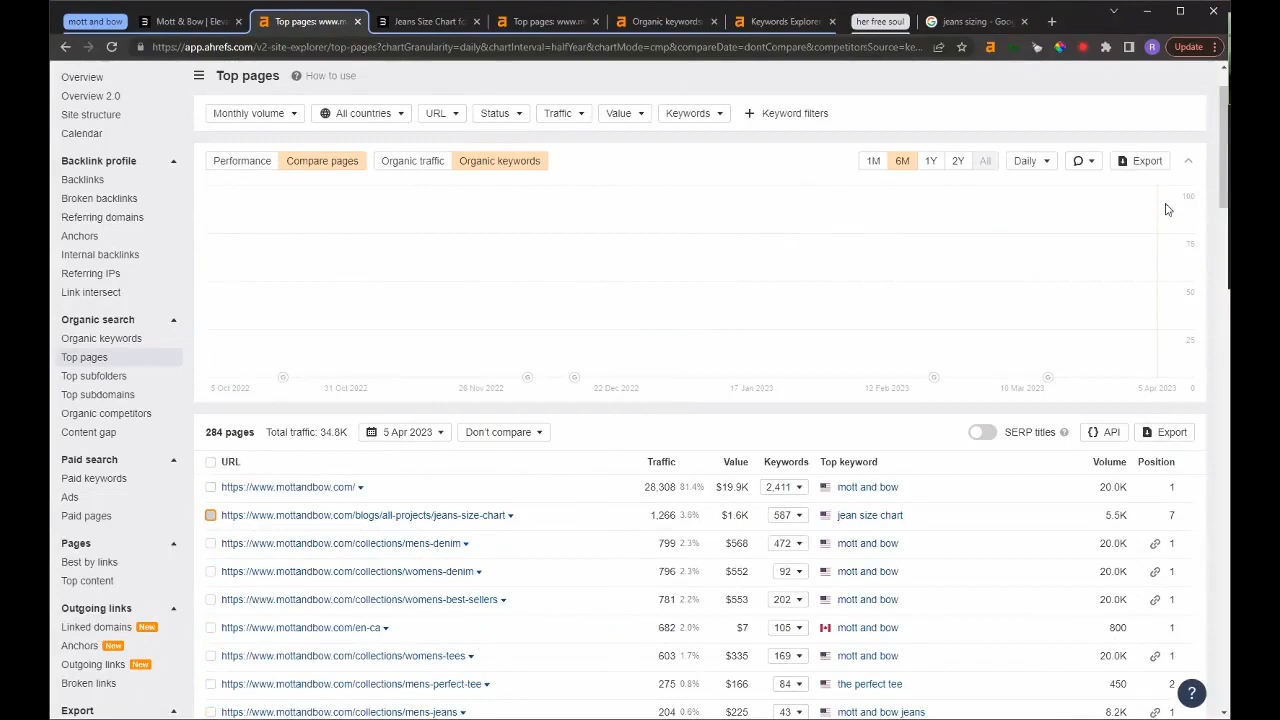 mott and bow
Mott & Bow | Elev
Top pages: www.m
Jeans Size Chart fo
Top pages: www.m
Organic keywords
Keywords Explorer
her free soul
jeans sizing - Goo
https://www.app.ahrefs.com/v2-site-explorer/top-pages?chartGranularity=daily&chartInterval=halfYear&chartMode=cmp&compareDate=dontCompare&competitorsSource=ke...
R
Update
Overview
Overview 2.0
Site structure
Calendar
Backlink profile
Backlinks
Broken backlinks
Referring domains
Anchors
Internal backlinks
Referring IPs
Link intersect
Organic search
Organic keywords
Top pages
Top subfolders
Top subdomains
Organic competitors
Content gap
Paid search
Paid keywords
Ads
Paid pages
Pages
Best by links
Top content
Outgoing links
Linked domains New
Anchors New
Outgoing links New
Broken links
Export
Top pages ? How to use
Monthly volume All countries URL Status Traffic Value Keywords + Keyword filters
Performance Compare pages Organic traffic Organic keywords 1M 6M 1Y 2Y All Daily Export
100
75
50
25
G G G G G
5 Oct 2022 31 Oct 2022 26 Nov 2022 22 Dec 2022 17 Jan 2023 12 Feb 2023 10 Mar 2023 5 Apr 2023 0
284 pages Total traffic: 34.8K 5 Apr 2023 Don't compare SERP titles ? {} API Export
URL Traffic Value Keywords Top keyword Volume Position
https://www.mottandbow.com/ 28,308 81.4% $19.9K 2,411 mott and bow 20.0K 1
https://www.mottandbow.com/blogs/all-projects/jeans-size-chart 1,266 3.6% $1.6K 587 jean size chart 5.5K 7
https://www.mottandbow.com/collections/mens-denim 799 2.3% $568 472 mott and bow 20.0K 1
https://www.mottandbow.com/collections/womens-denim 796 2.3% $552 92 mott and bow 20.0K 1
https://www.mottandbow.com/collections/womens-best-sellers 781 2.2% $553 202 mott and bow 20.0K 1
https://www.mottandbow.com/en-ca 682 2.0% $7 105 mott and bow 800 1
https://www.mottandbow.com/collections/womens-tees 603 1.7% $335 169 mott and bow 20.0K 1
https://www.mottandbow.com/collections/mens-perfect-tee 275 0.8% $166 84 the perfect tee 450 2
https://www.mottandbow.com/collections/mens-jeans 204 0.6% $225 43 mott and bow jeans 8.2K 1
?